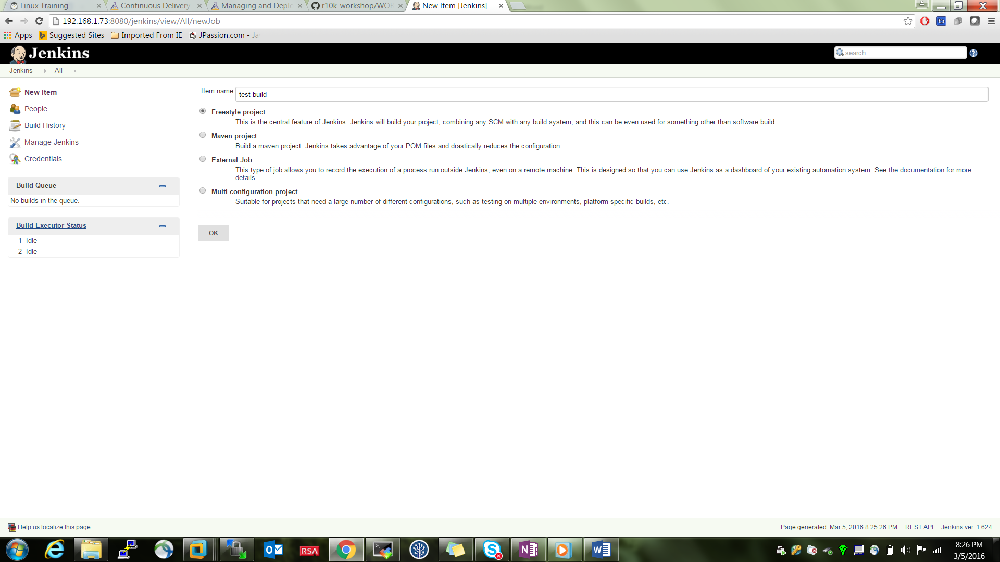 Linux Training
Continuous Delivery
Managing and Deplo
r10k-workshop/WOR
New Item [Jenkins]
192.168.1.73:8080/jenkins/view/All/newJob
Apps
Suggested Sites
Imported From IE
JPassion.com - Ja
Jenkins
search
Jenkins
All
New Item
People
Build History
Manage Jenkins
Credentials
Build Queue
No builds in the queue.
Build Executor Status
1 Idle
2 Idle
Item name
test build
Freestyle project
This is the central feature of Jenkins. Jenkins will build your project, combining any SCM with any build system, and this can be even used for something other than software build.
Maven project
Build a maven project. Jenkins takes advantage of your POM files and drastically reduces the configuration.
External Job
This type of job allows you to record the execution of a process run outside Jenkins, even on a remote machine. This is designed so that you can use Jenkins as a dashboard of your existing automation system. See the documentation for more
details.
Multi-configuration project
Suitable for projects that need a large number of different configurations, such as testing on multiple environments, platform-specific builds, etc.
OK
Help us localize this page
Page generated: Mar 5, 2016 8:25:26 PM
REST API
Jenkins ver. 1.624
RSA
8:26 PM
3/5/2016